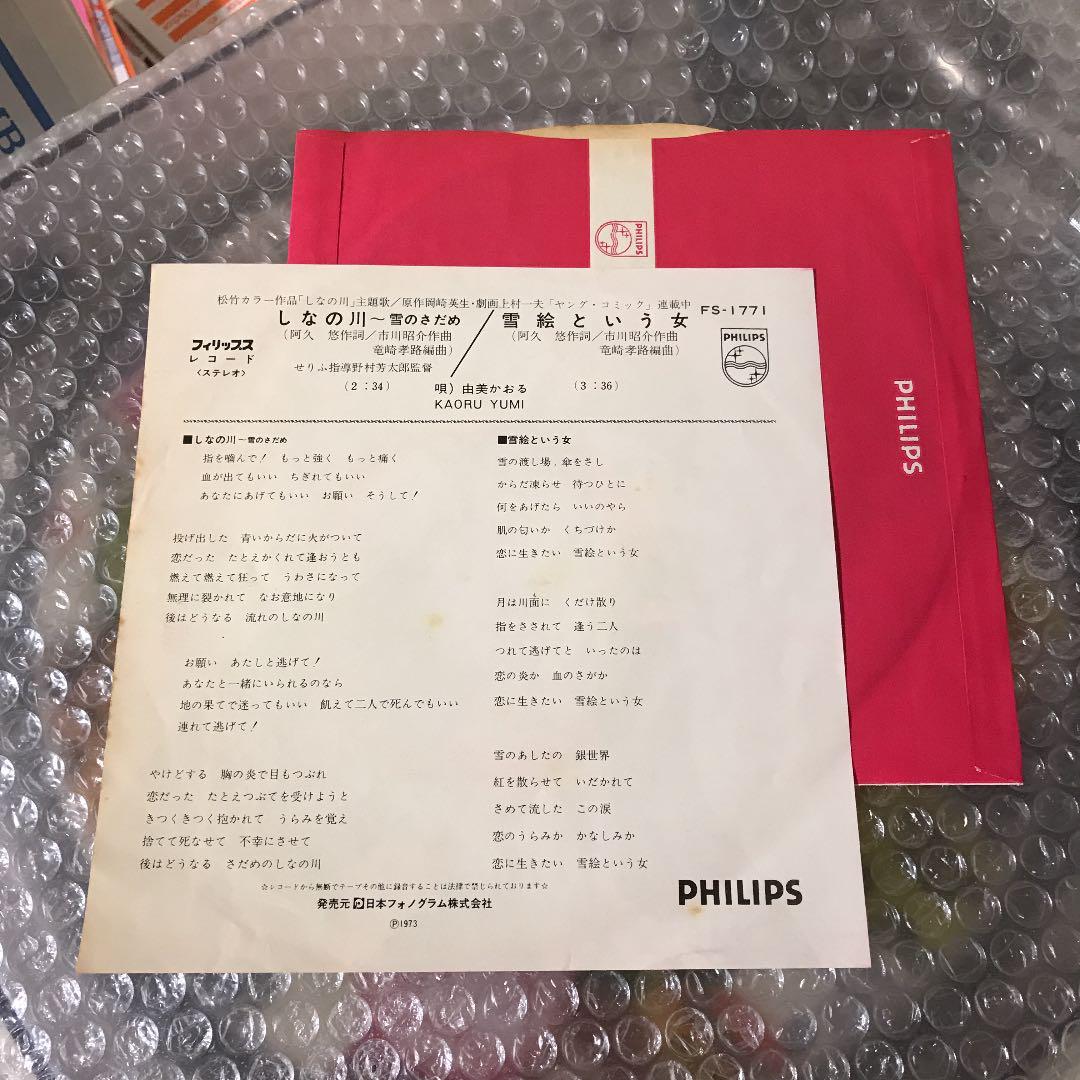 PHILIPS
PHILIPS
松竹カラー作品「しなの川」主題歌/原作岡崎英生・劇画上村一夫「ヤング・コミック」連載中
FS-1771
しなの川~雪のさだめ/雪絵という女
(阿久 悠作詞/市川昭介作曲
竜崎孝路編曲)
(阿久 悠作詞/市川昭介作曲
竜崎孝路編曲)
フィリップス
レコード
〈ステレオ〉
せりふ指導野村芳太郎監督
(2:34)
唄)由美かおる
KAORU YUMI
(3:36)
PHILIPS
■しなの川~雪のさだめ
指を嚙んで! もっと強く もっと痛く
血が出てもいい ちぎれてもいい
あなたにあげてもいい お願い そうして!
投げ出した 青いからだに火がついて
恋だった たとえかくれて逢おうとも
燃えて燃えて狂って うわさになって
無理に裂かれて なお意地になり
後はどうなる 流れのしなの川
お願い あたしと逃げて!
あなたと一緒にいられるのなら
地の果てで迷ってもいい 飢えて二人で死んでもいい
連れて逃げて!
やけどする 胸の炎で目もつぶれ
恋だった たとえつぶてを受けようと
きつくきつく抱かれて うらみを覚え
捨てて死なせて 不幸にさせて
後はどうなる さだめのしなの川
■雪絵という女
雪の渡し場、傘をさし
からだ凍らせ 待つひとに
何をあげたら いいのやら
肌の匂いか くちづけか
恋に生きたい 雪絵という女
月は川面に くだけ散り
指をさされて 逢う二人
つれて逃げてと いったのは
恋の炎か 血のさがか
恋に生きたい 雪絵という女
雪のあしたの 銀世界
紅を散らせて いだかれて
さめて流した この涙
恋のうらみか かなしみか
恋に生きたい 雪絵という女
☆レコードから無断でテープその他に録音することは法律で禁じられております☆
発売元 日本フォノグラム株式会社
Ⓟ1973
PHILIPS